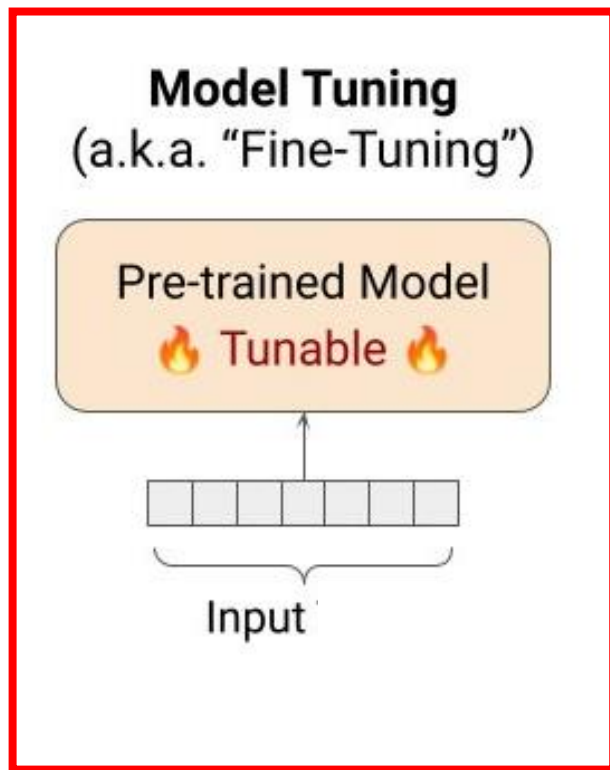 Model Tuning
(a.k.a. “Fine-Tuning”)
Pre-trained Model
🔥 Tunable 🔥
Input